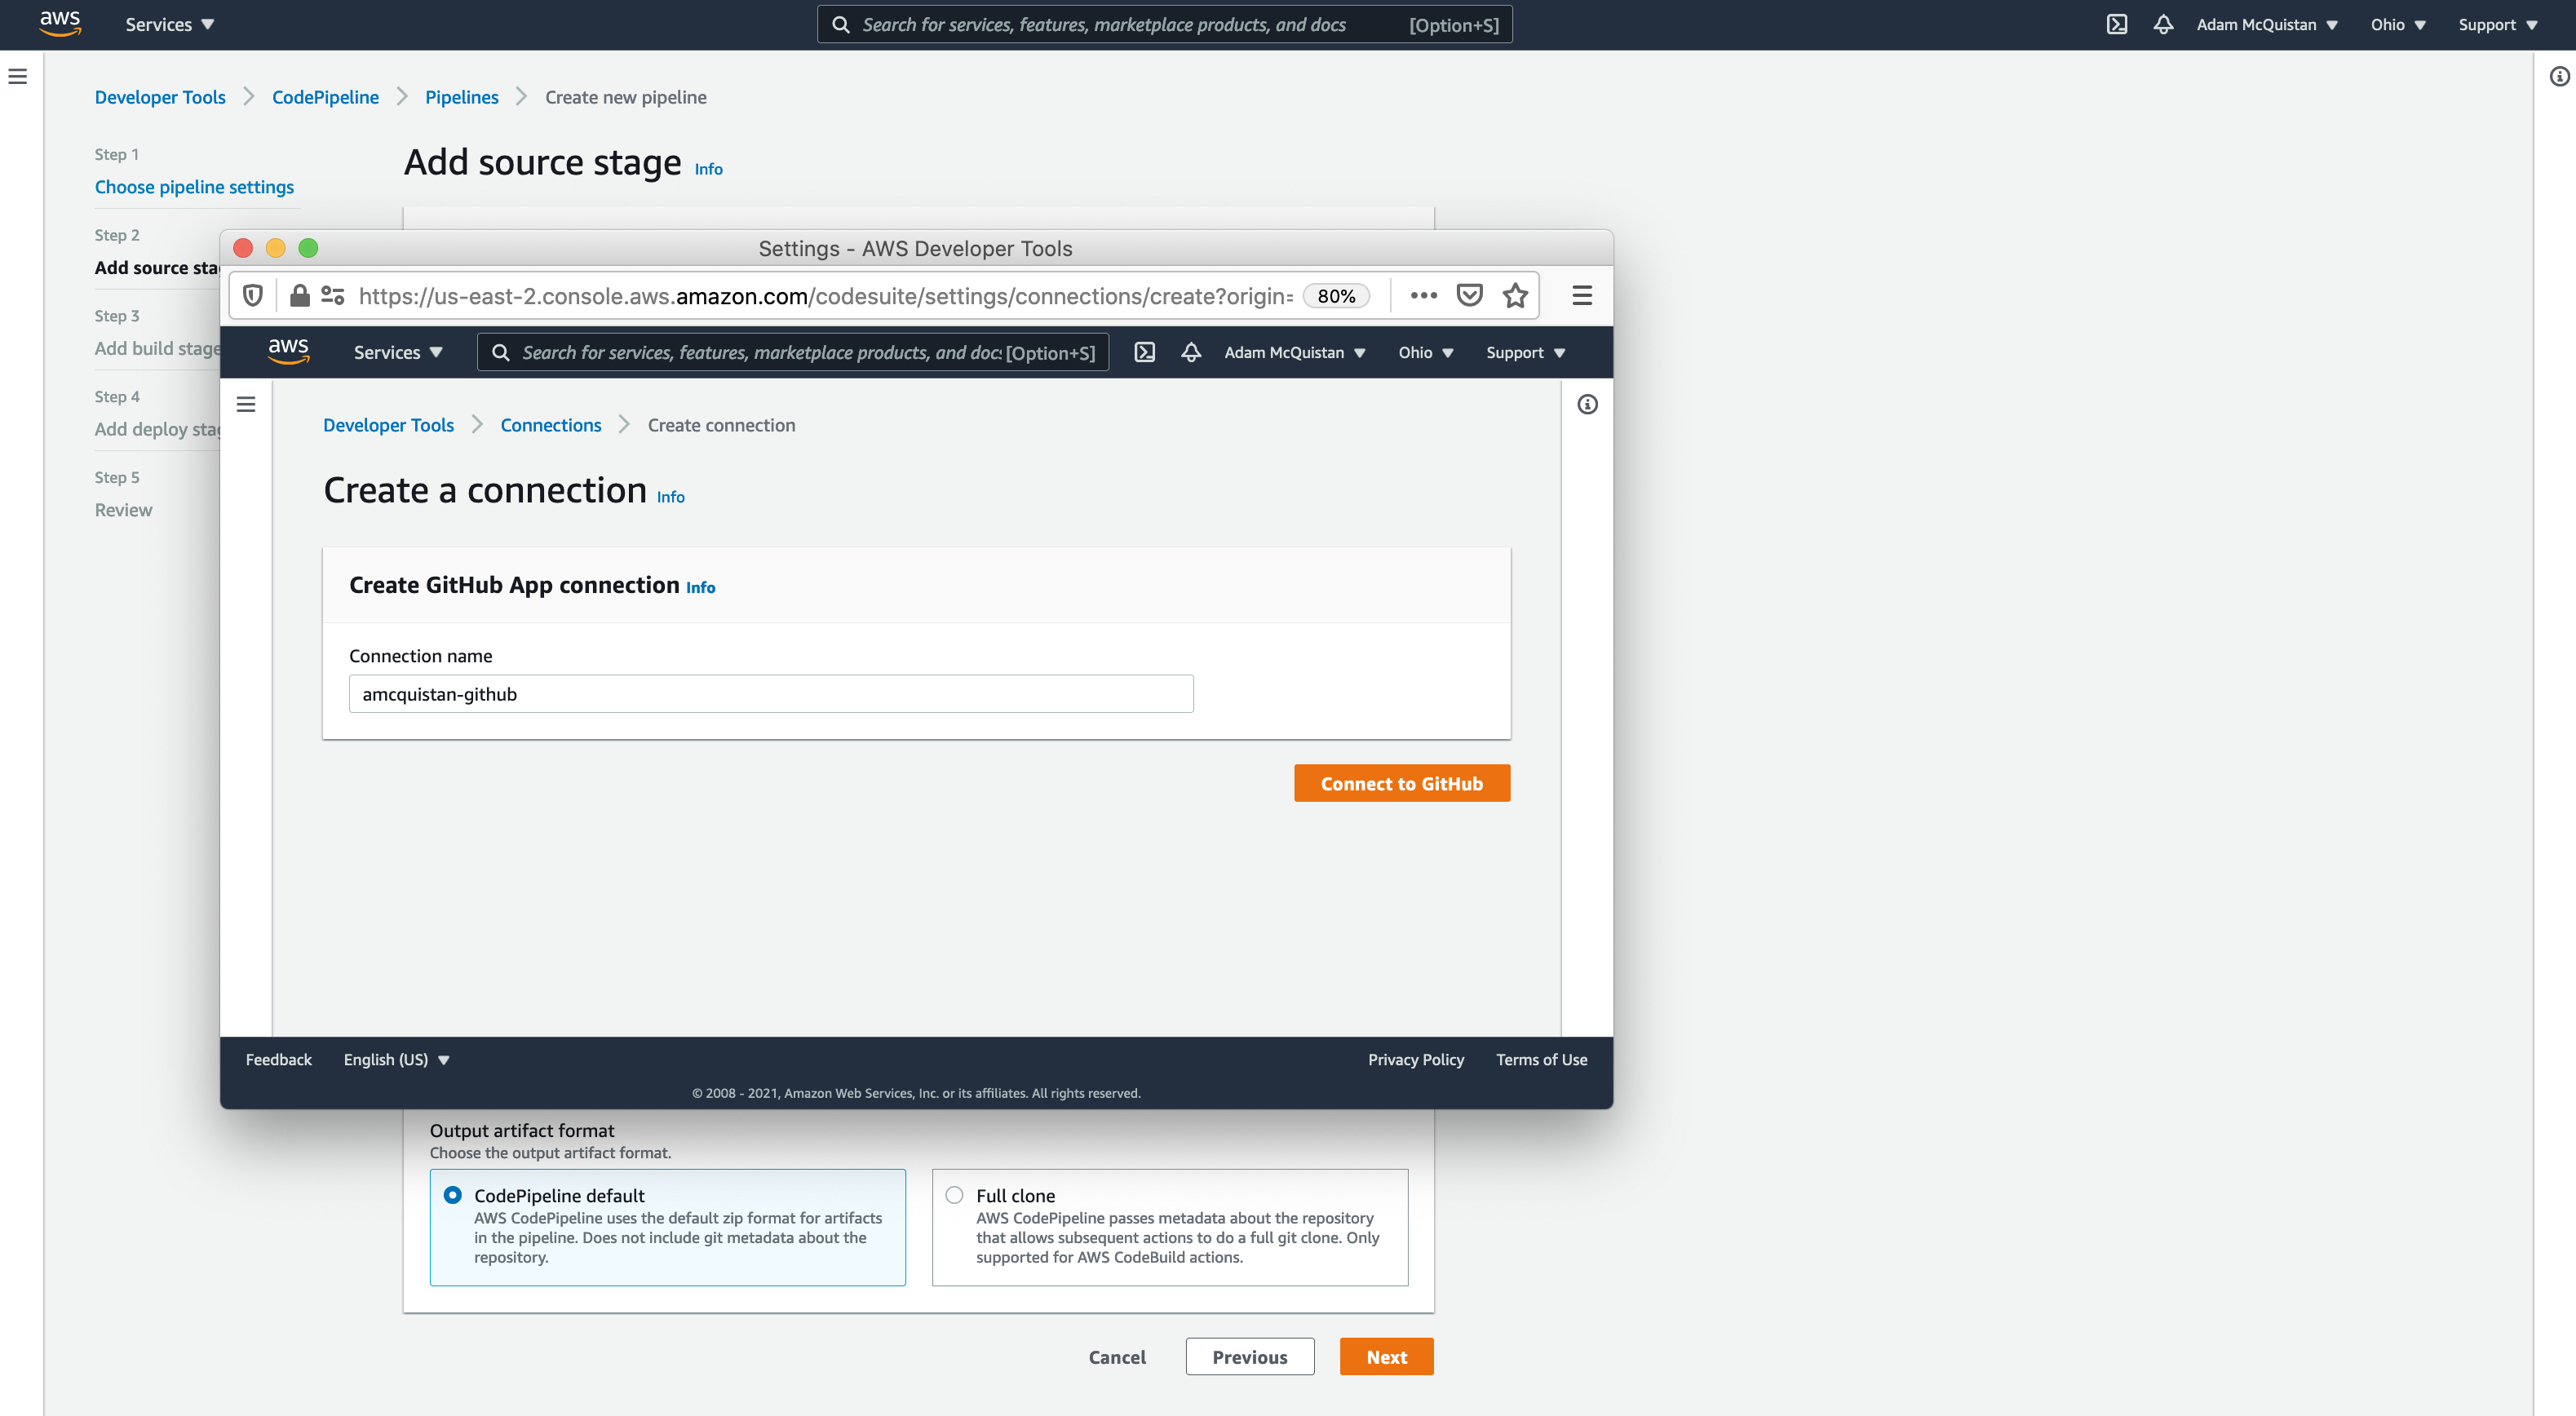 aws Services Search for services, features, marketplace products, and docs [Option+S] Adam McQuistan Ohio Support
Developer Tools CodePipeline Pipelines Create new pipeline
Step 1
Choose pipeline settings
Step 2
Add source sta
Step 3
Add build stage
Step 4
Add deploy sta
Step 5
Review
Add source stage Info
Settings - AWS Developer Tools
https://us-east-2.console.aws.amazon.com/codesuite/settings/connections/create?origin= 80%
aws Services Search for services, features, marketplace products, and doc: [Option+S] Adam McQuistan Ohio Support
Developer Tools Connections Create connection
Create a connection Info
Create GitHub App connection Info
Connection name
amcquistan-github
Connect to GitHub
Feedback English (US) Privacy Policy Terms of Use
© 2008 - 2021, Amazon Web Services, Inc. or its affiliates. All rights reserved.
Output artifact format
Choose the output artifact format.
CodePipeline default
AWS CodePipeline uses the default zip format for artifacts
in the pipeline. Does not include git metadata about the
repository.
Full clone
AWS CodePipeline passes metadata about the repository
that allows subsequent actions to do a full git clone. Only
supported for AWS CodeBuild actions.
Cancel Previous Next